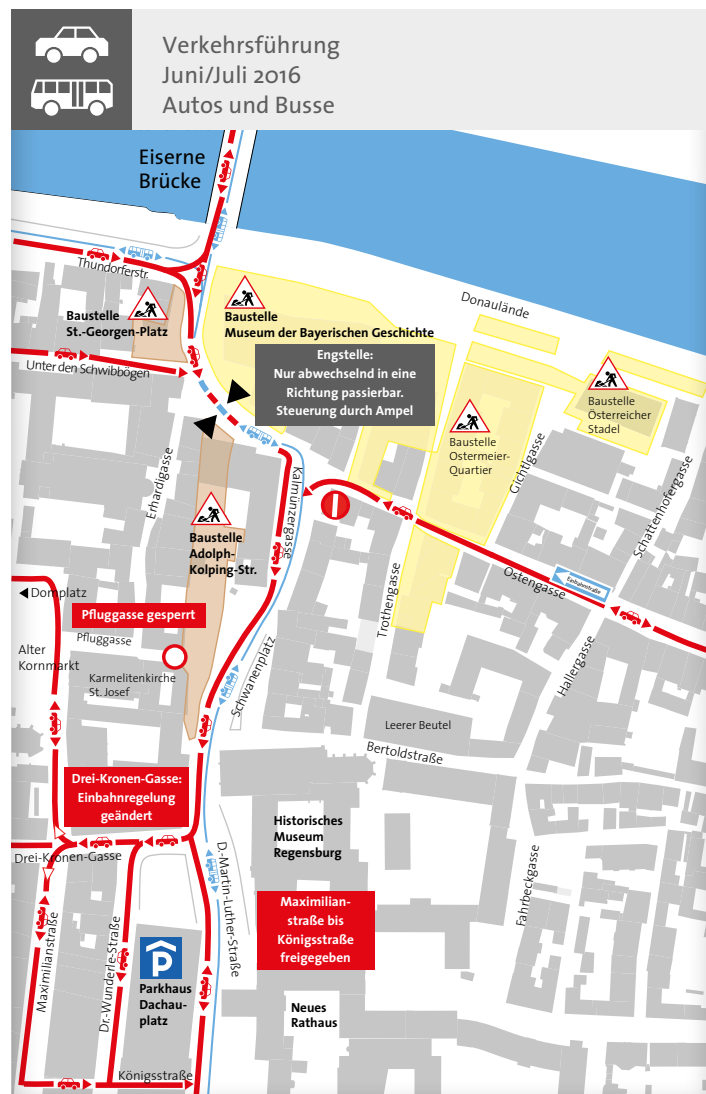 Verkehrsführung
Juni/Juli 2016
Autos und Busse
Eiserne
Brücke
Thundorferstr.
Donaulände
Baustelle
St.-Georgen-Platz
Baustelle
Museum der Bayerischen Geschichte
Engstelle:
Nur abwechselnd in eine
Richtung passierbar.
Steuerung durch Ampel
Unter den Schwibbögen
Baustelle
Österreicher
Stadel
Baustelle
Ostermeier-
Quartier
Gichtlgasse
Schattenhofergasse
Erhardigasse
Kalmünzergasse
Baustelle
Adolph-
Kolping-Str.
Ostengasse
Einbahnstraße
Trothengasse
Domplatz
Pfluggasse gesperrt
Pfluggasse
Alter
Kornmarkt
Karmelitenkirche
St. Josef
Schwanenplatz
Hallergasse
Leerer Beutel
Bertoldstraße
Drei-Kronen-Gasse:
Einbahnregelung
geändert
Historisches
Museum
Regensburg
Drei-Kronen-Gasse
D.-Martin-Luther-Straße
Fahrbeckgasse
Maximilian-
straße bis
Königsstraße
freigegeben
Maximilianstraße
Dr.-Wunderle-Straße
P
Parkhaus
Dachau-
platz
Neues
Rathaus
Königsstraße